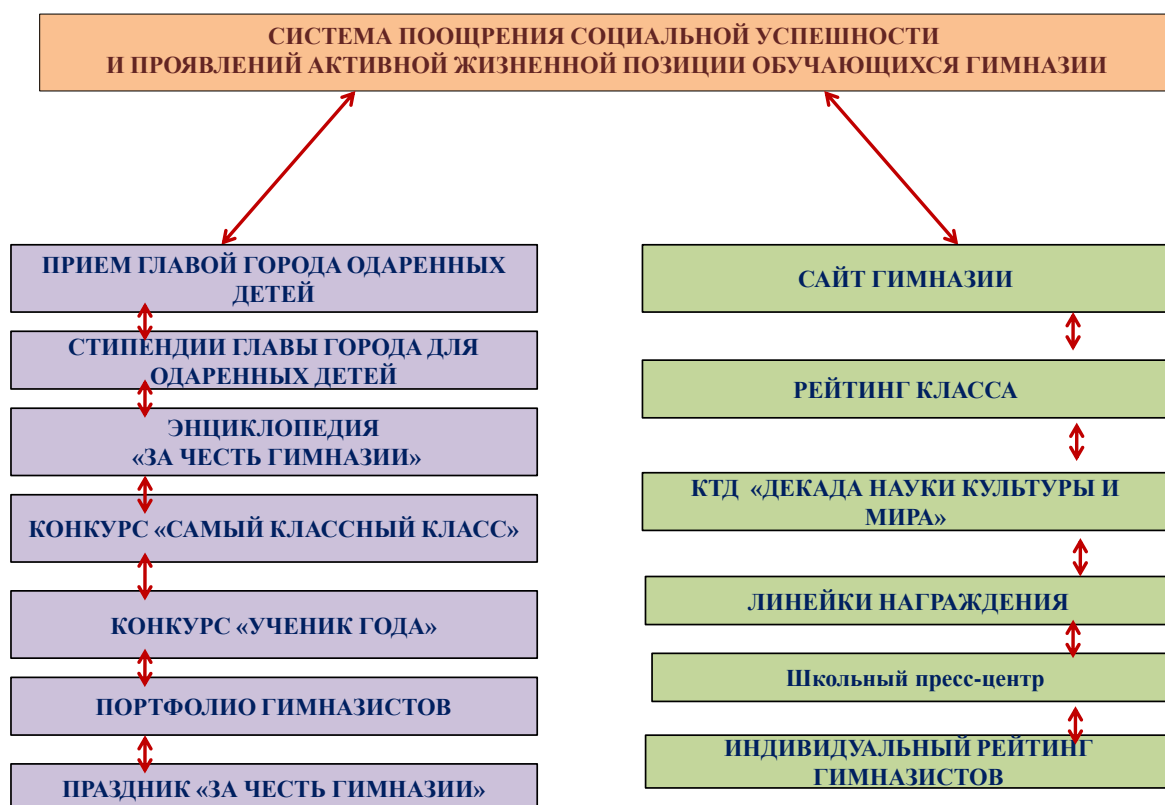 СИСТЕМА ПООЩРЕНИЯ СОЦИАЛЬНОЙ УСПЕШНОСТИ
И ПРОЯВЛЕНИЙ АКТИВНОЙ ЖИЗНЕННОЙ ПОЗИЦИИ ОБУЧАЮЩИХСЯ ГИМНАЗИИ
ПРИЕМ ГЛАВОЙ ГОРОДА ОДАРЕННЫХ
ДЕТЕЙ
СТИПЕНДИИ ГЛАВЫ ГОРОДА ДЛЯ
ОДАРЕННЫХ ДЕТЕЙ
ЭНЦИКЛОПЕДИЯ
«ЗА ЧЕСТЬ ГИМНАЗИИ»
КОНКУРС «САМЫЙ КЛАССНЫЙ КЛАСС»
КОНКУРС «УЧЕНИК ГОДА»
ПОРТФОЛИО ГИМНАЗИСТОВ
ПРАЗДНИК «ЗА ЧЕСТЬ ГИМНАЗИИ»
САЙТ ГИМНАЗИИ
РЕЙТИНГ КЛАССА
КТД «ДЕКАДА НАУКИ КУЛЬТУРЫ И
МИРА»
ЛИНЕЙКИ НАГРАЖДЕНИЯ
Школьный пресс-центр
ИНДИВИДУАЛЬНЫЙ РЕЙТИНГ
ГИМНАЗИСТОВ